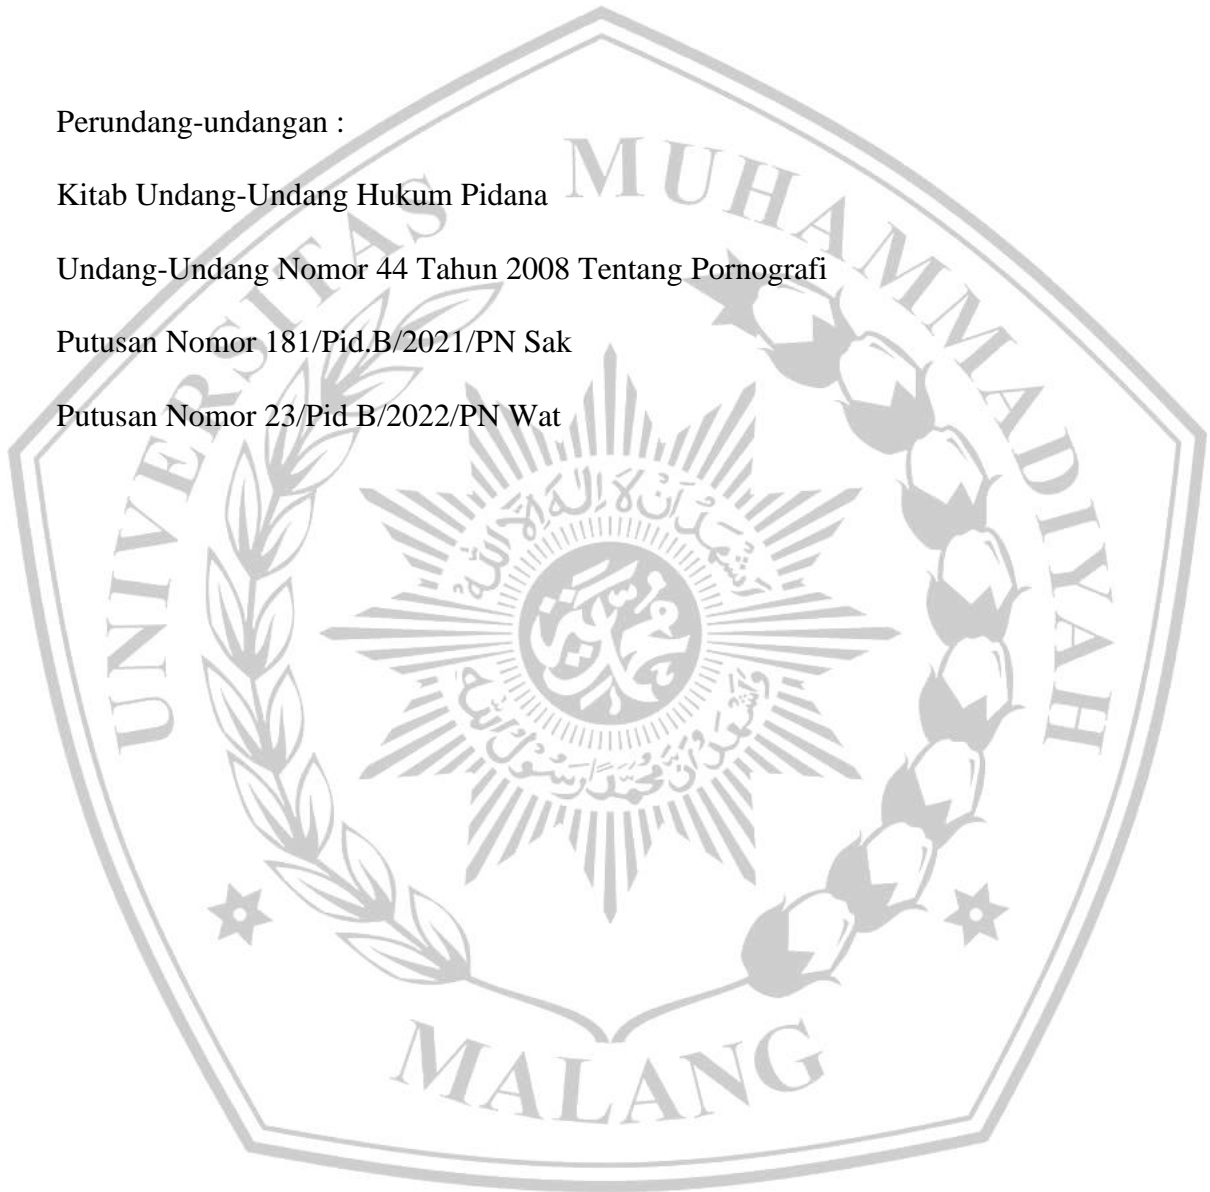 Perundang-undangan :
Kitab Undang-Undang Hukum Pidana
Undang-Undang Nomor 44 Tahun 2008 Tentang Pornografi
Putusan Nomor 181/Pid.B/2021/PN Sak
Putusan Nomor 23/Pid B/2022/PN Wat
UNIVERSITAS MUHAMMADIYAH
MALANG